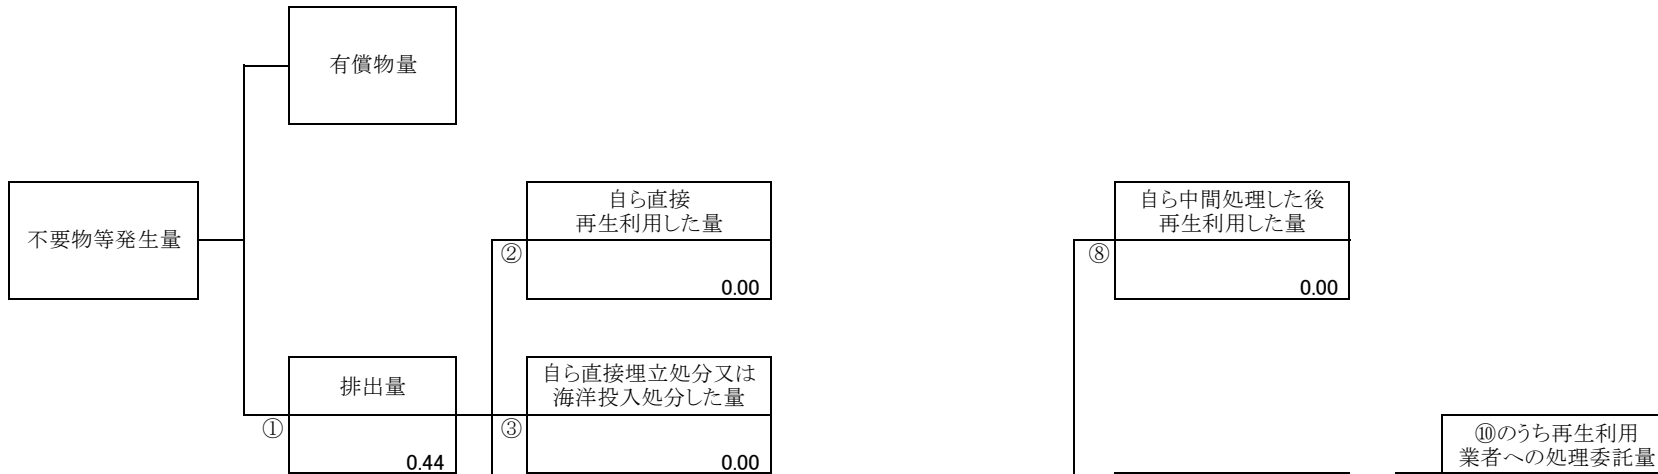 有償物量
不要物等発生量
自ら直接
再生利用した量
②
0.00
自ら中間処理した後
再生利用した量
⑧
0.00
排出量
①
0.44
自ら直接埋立処分又は
海洋投入処分した量
③
0.00
⑩のうち再生利用
業者への処理委託量